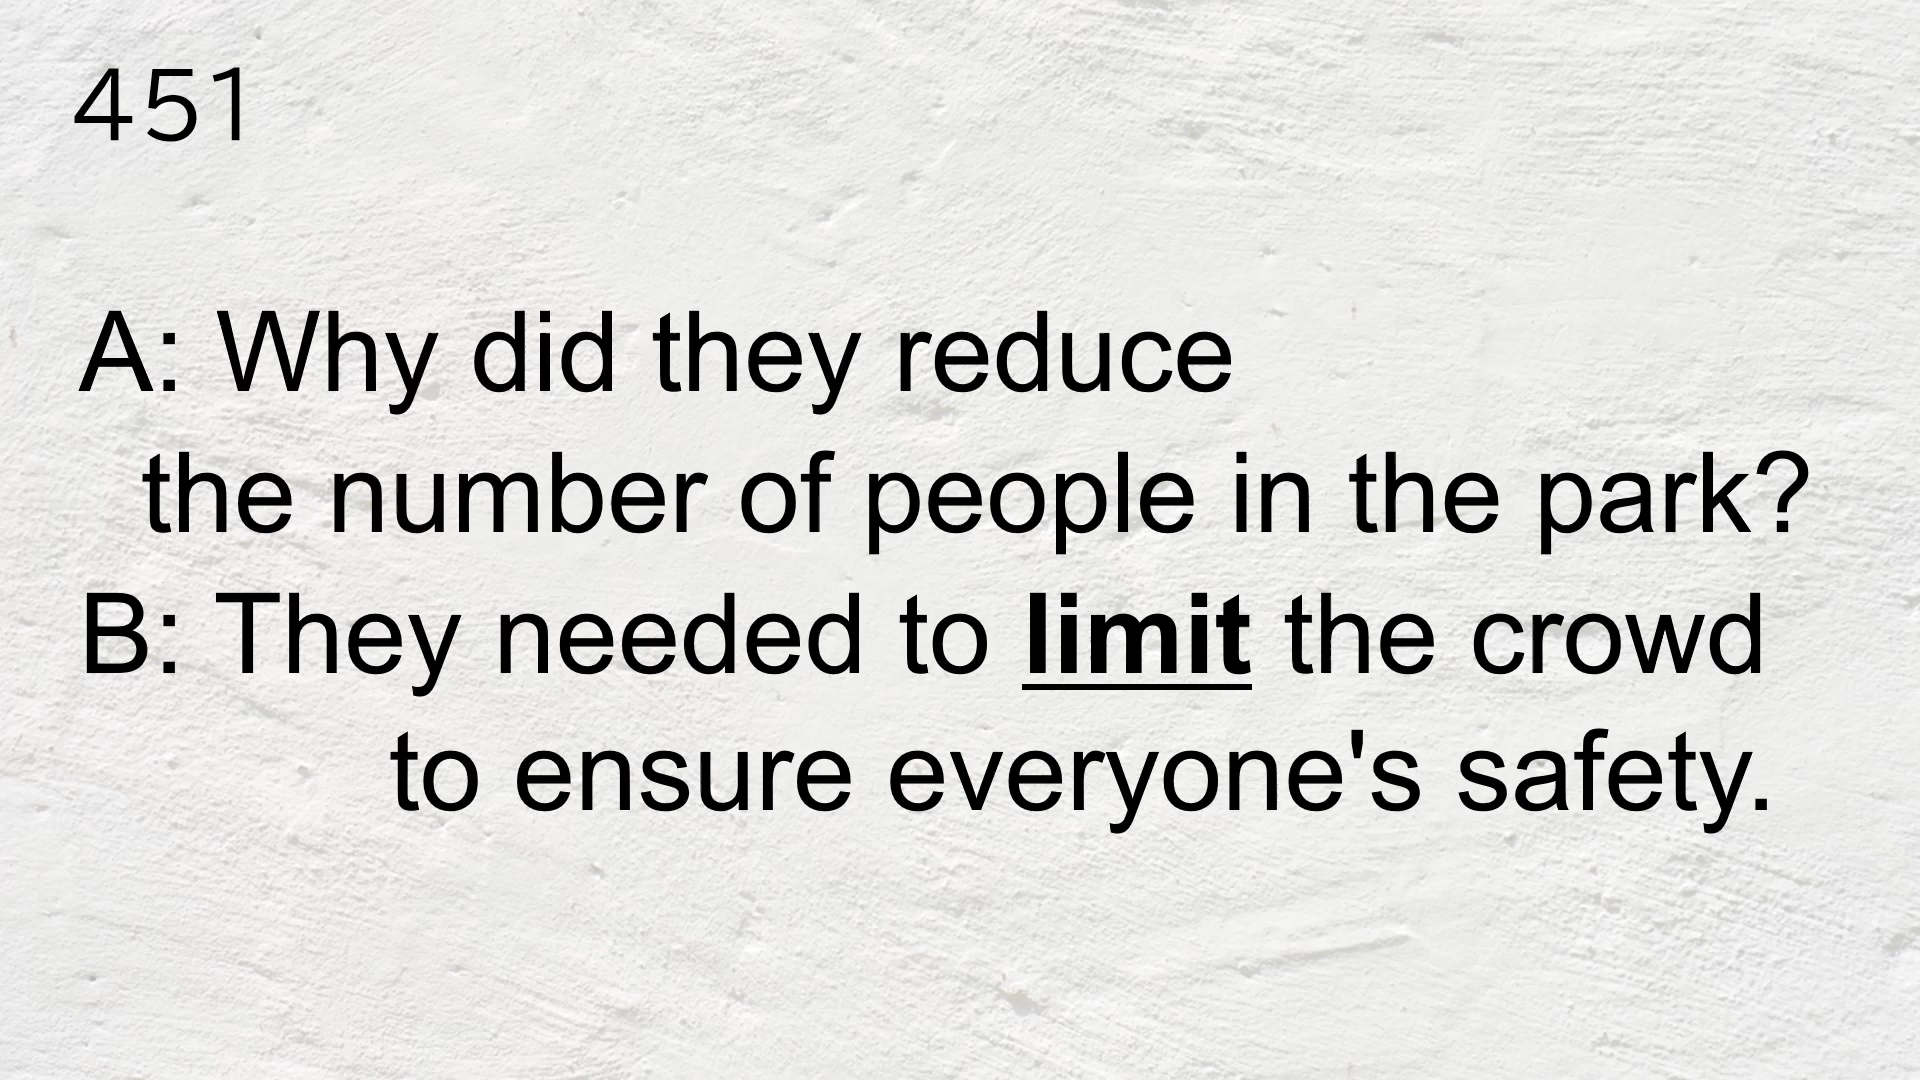 451
A: Why did they reduce
the number of people in the park?
B: They needed to limit the crowd
to ensure everyone's safety.